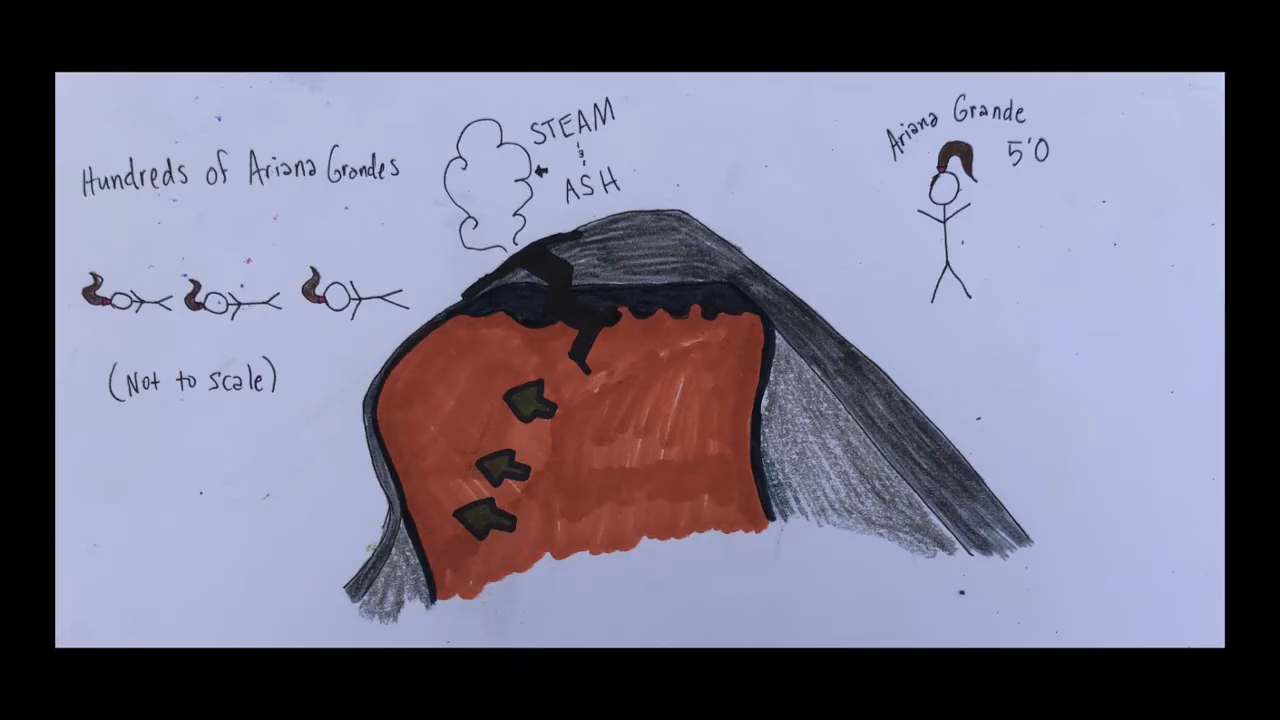 Hundreds of Ariana Grandes
(Not to scale)
STEAM
&
ASH
Ariana Grande
5'0